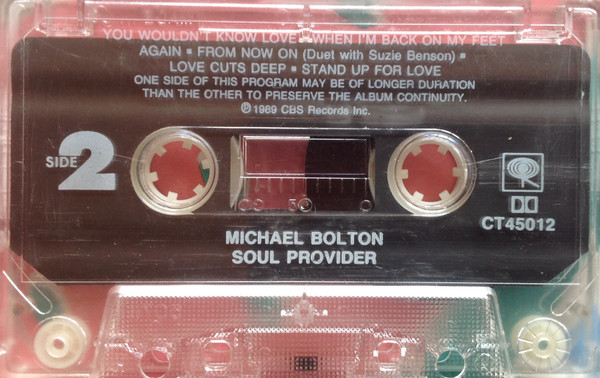 YOU WOULDN'T KNOW LOVE ▪ WHEN I'M BACK ON MY FEET
AGAIN ▪ FROM NOW ON (Duet with Suzie Benson) ▪
LOVE CUTS DEEP ▪ STAND UP FOR LOVE
ONE SIDE OF THIS PROGRAM MAY BE OF LONGER DURATION
THAN THE OTHER TO PRESERVE THE ALBUM CONTINUITY.
℗ 1989 CBS Records Inc.
SIDE 2
50 0
CT45012
MICHAEL BOLTON
SOUL PROVIDER